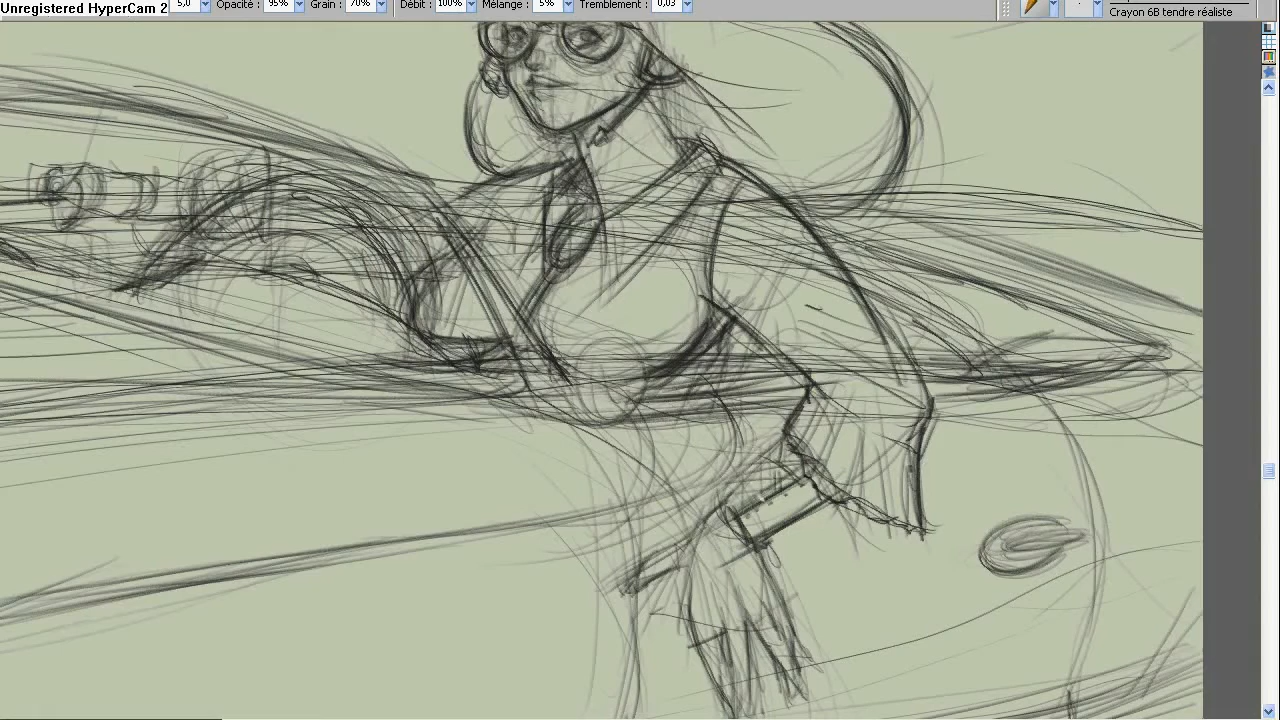 Unregistered HyperCam 2 5,0 Opacité : 95% Grain : 70% Débit : 100% Mélange : 5% Tremblement : 0,03
Crayon 6B tendre réaliste